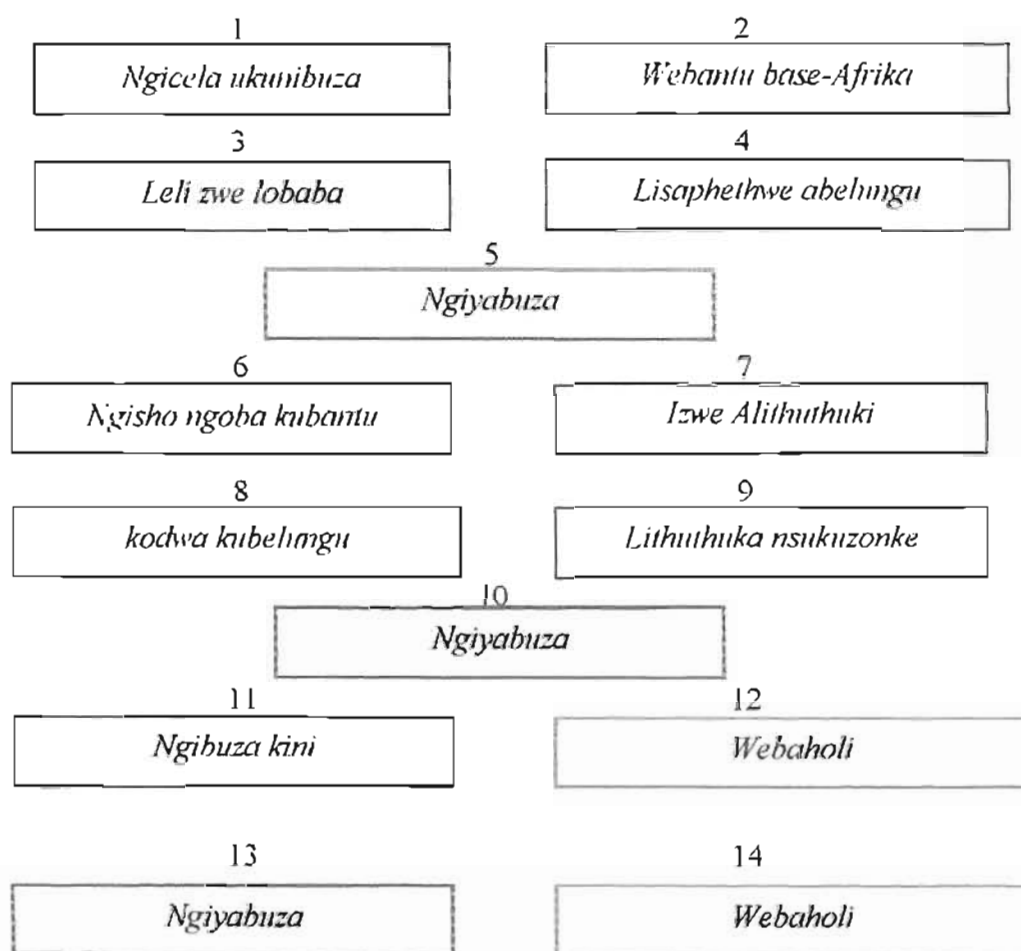 1 2
Ngicela ukunibuza Webantu base-Afrika
3 4
Leli zwe lobaba Lisaphethwe abelungu
5
Ngiyabuza
6 7
Ngisho ngoba kubantu Izwe Alithuthuki
8 9
kodwa kubelungu Lithuthuka nsukuzonke
10
Ngiyabuza
11 12
Ngibuza kini Webaholi
13 14
Ngiyabuza Webaholi